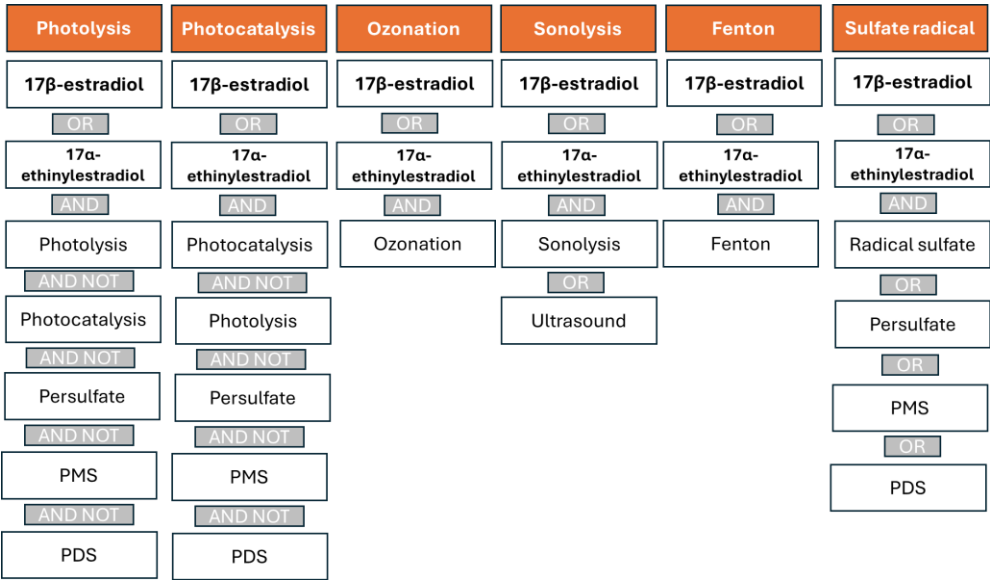 Photolysis
17β-estradiol
OR
17α-
ethinylestradiol
AND
Photolysis
AND NOT
Photocatalysis
AND NOT
Persulfate
AND NOT
PMS
AND NOT
PDS
Photocatalysis
17β-estradiol
OR
17α-
ethinylestradiol
AND
Photocatalysis
AND NOT
Photolysis
AND NOT
Persulfate
AND NOT
PMS
AND NOT
PDS
Ozonation
17β-estradiol
OR
17α-
ethinylestradiol
AND
Ozonation
Sonolysis
17β-estradiol
OR
17α-
ethinylestradiol
AND
Sonolysis
OR
Ultrasound
Fenton
17β-estradiol
OR
17α-
ethinylestradiol
AND
Fenton
Sulfate radical
17β-estradiol
OR
17α-
ethinylestradiol
AND
Radical sulfate
OR
Persulfate
OR
PMS
OR
PDS